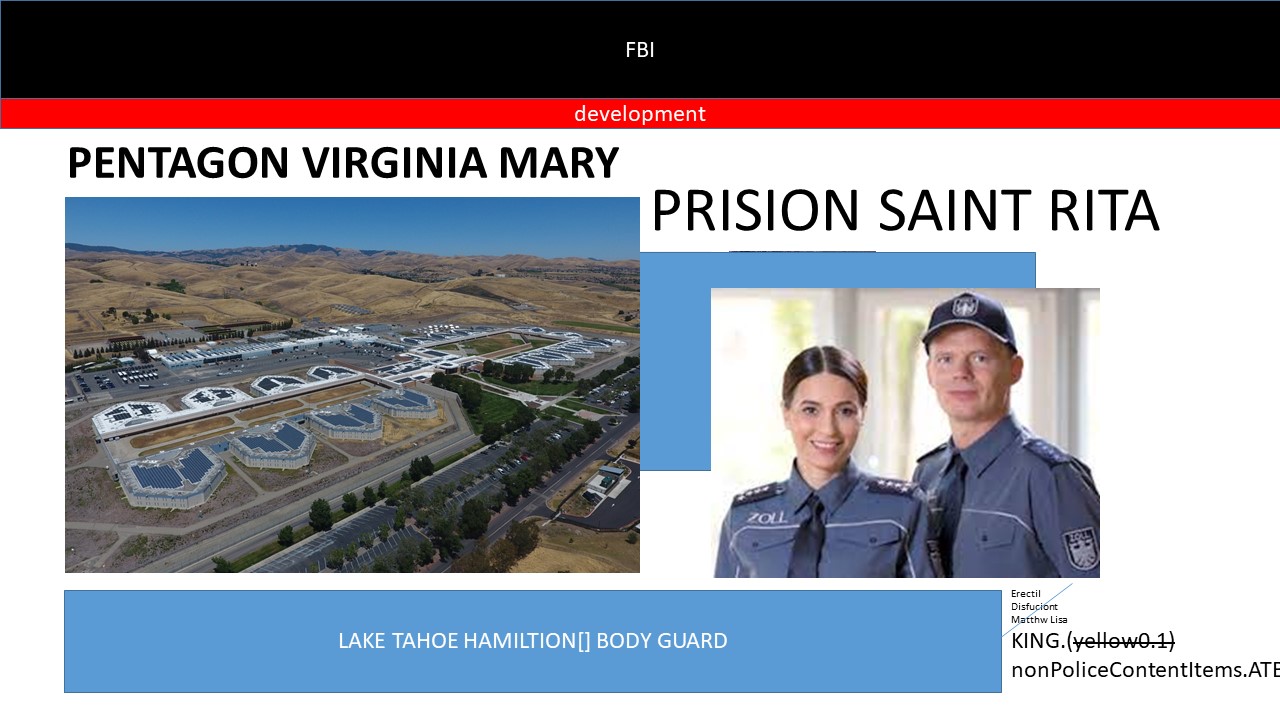 FBI
development
PENTAGON VIRGINIA MARY
PRISION SAINT RITA
ZOLL
ZOLL
LAKE TAHOE HAMILTION[] BODY GUARD
Erectil
Disfuciont
Matthw Lisa
KING.(yellow0.1)
nonPoliceContentItems.ATE